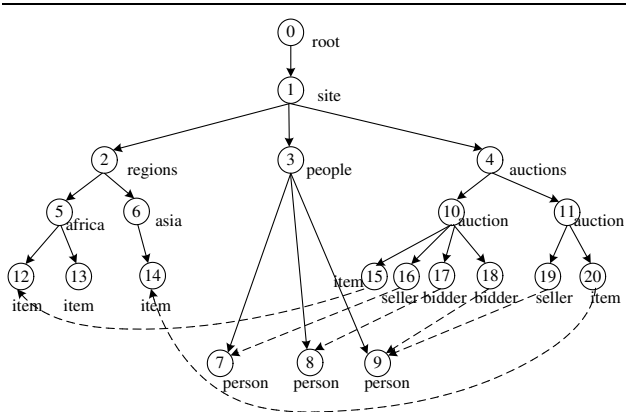 0
root
1
site
2 3 4
regions people auctions
5 6 10 11
africa asia auction auction
12 13 14 15 16 17 18 19 20
item item item item seller bidder bidder seller item
7 8 9
person person person